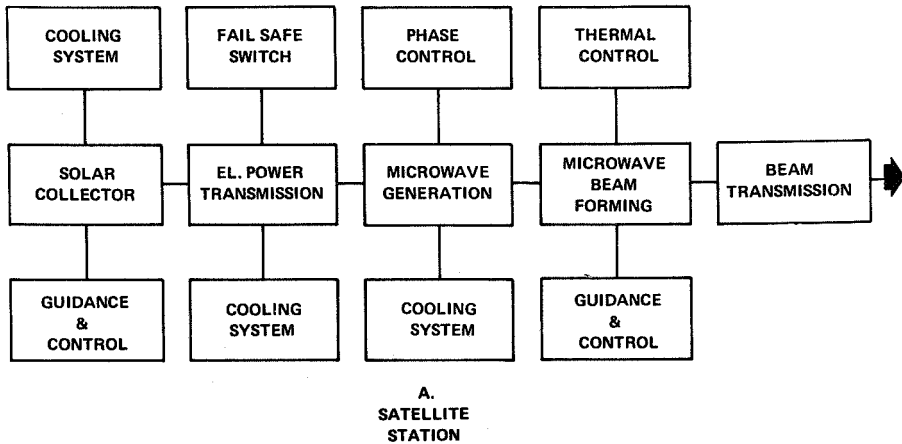 COOLING
SYSTEM
FAIL SAFE
SWITCH
PHASE
CONTROL
THERMAL
CONTROL
SOLAR
COLLECTOR
EL. POWER
TRANSMISSION
MICROWAVE
GENERATION
MICROWAVE
BEAM
FORMING
BEAM
TRANSMISSION
GUIDANCE
&
CONTROL
COOLING
SYSTEM
COOLING
SYSTEM
GUIDANCE
&
CONTROL
A.
SATELLITE
STATION